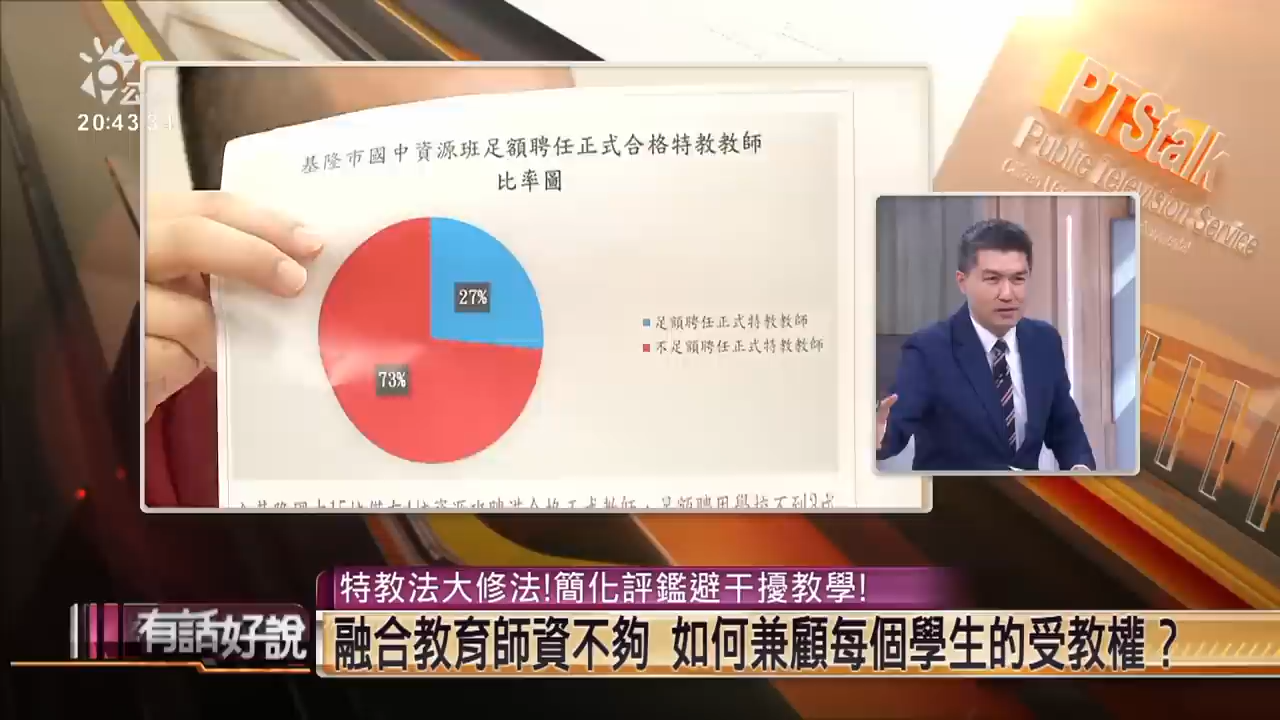 公
20:43:34
PTStalk
Public Television Service
基隆市國中資源班足額聘任正式合格特教教師
比率圖
27%
73%
足額聘任正式特教教師
不足額聘任正式特教教師
特教法大修法!簡化評鑑避干擾教學!
有話好說
融合教育師資不夠 如何兼顧每個學生的受教權?